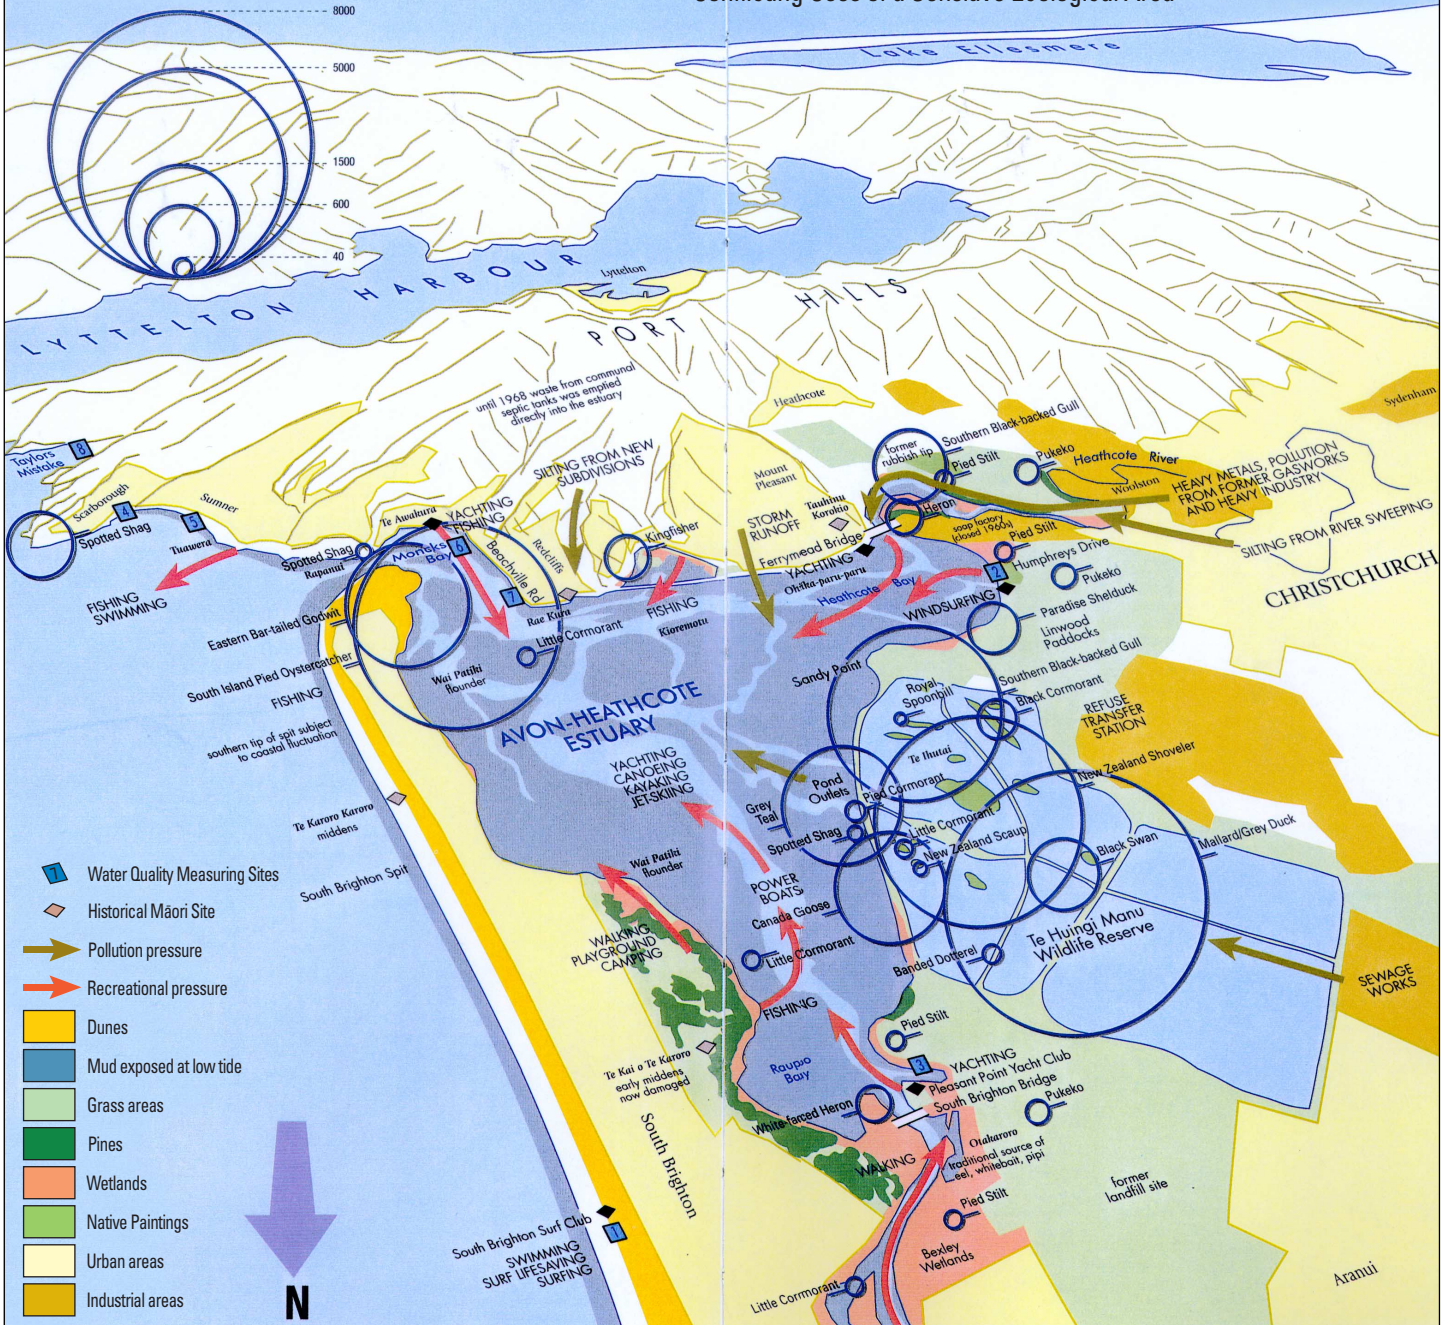 8000
5000
1500
600
40
Lake Ellesmere
LYTTELTON HARBOUR
Lyttelton
PORT HILLS
until 1968 waste from communal
septic tanks was emptied
directly into the estuary
Heathcote
Sydenham
Taylors
Mistake
8
Scarborough
Sumner
4
5
Spotted Shag
Tuawera
FISHING
SWIMMING
Te Awakura
YACHTING
FISHING
Spotted Shag
Rapanui
Monsks
Bay
6
Beachville Rd
Redcliffs
7
SILTING FROM NEW
SUBDIVISIONS
Kingfisher
Mount
Pleasant
STORM
RUNOFF
Tauhinu
Korokio
Ferrymead Bridge
YACHTING
Ohika-paru-paru
Heathcote Bay
former
rubbish tip
Southern Black-backed Gull
Pied Stilt
Pukeko
Heathcote River
Woolston
Heron
soap factory
(closed 1960s)
Pied Stilt
Humphreys Drive
2
WINDSURFING
Pukeko
HEAVY METALS, POLLUTION
FROM FORMER GASWORKS
AND HEAVY INDUSTRY
SILTING FROM RIVER SWEEPING
CHRISTCHURCH
Paradise Shelduck
Linwood
Paddocks
Eastern Bar-tailed Godwit
South Island Pied Oystercatcher
FISHING
southern tip of spit subject
to coastal fluctuation
Rae Kura
Little Cormorant
FISHING
Kioremotu
Wai Patiki
flounder
AVON-HEATHCOTE
ESTUARY
YACHTING
CANOEING
KAYAKING
JET-SKIING
Sandy Point
Southern Black-backed Gull
Royal
Spoonbill
Black Cormorant
REFUSE
TRANSFER
STATION
Te Ihutai
New Zealand Shoveler
Pond
Outlets
Pied Cormorant
Grey
Teal
Spotted Shag
Little Cormorant
New Zealand Scaup
Black Swan
Mallard/Grey Duck
Te Karoro Karoro
middens
South Brighton Spit
Wai Patiki
flounder
POWER
BOATS
Canada Goose
Te Huingi Manu
Wildlife Reserve
WALKING
PLAYGROUND
CAMPING
Little Cormorant
Banded Dotterel
SEWAGE
WORKS
FISHING
Pied Stilt
Te Kai o Te Karoro
early middens
now damaged
Raupo
Bay
3
YACHTING
Pleasant Point Yacht Club
South Brighton Bridge
White-farced Heron
Pukeko
South Brighton
WALKING
Otakaroro
traditional source of
eel, whitebait, pipi
former
landfill site
Pied Stilt
Bexley
Wetlands
South Brighton Surf Club
1
SWIMMING
SURF LIFESAVING
SURFING
Little Cormorant
Aranui
7
Water Quality Measuring Sites
Historical Māori Site
Pollution pressure
Recreational pressure
Dunes
Mud exposed at low tide
Grass areas
Pines
Wetlands
Native Paintings
Urban areas
Industrial areas
N